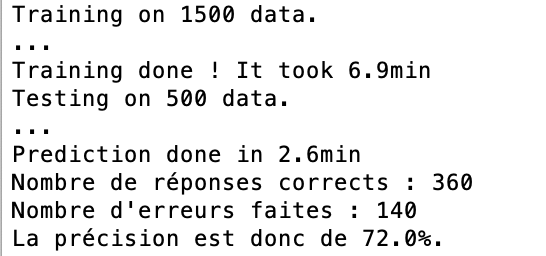 Training on 1500 data.
...
Training done ! It took 6.9min
Testing on 500 data.
...
Prediction done in 2.6min
Nombre de réponses corrects : 360
Nombre d'erreurs faites : 140
La précision est donc de 72.0%.